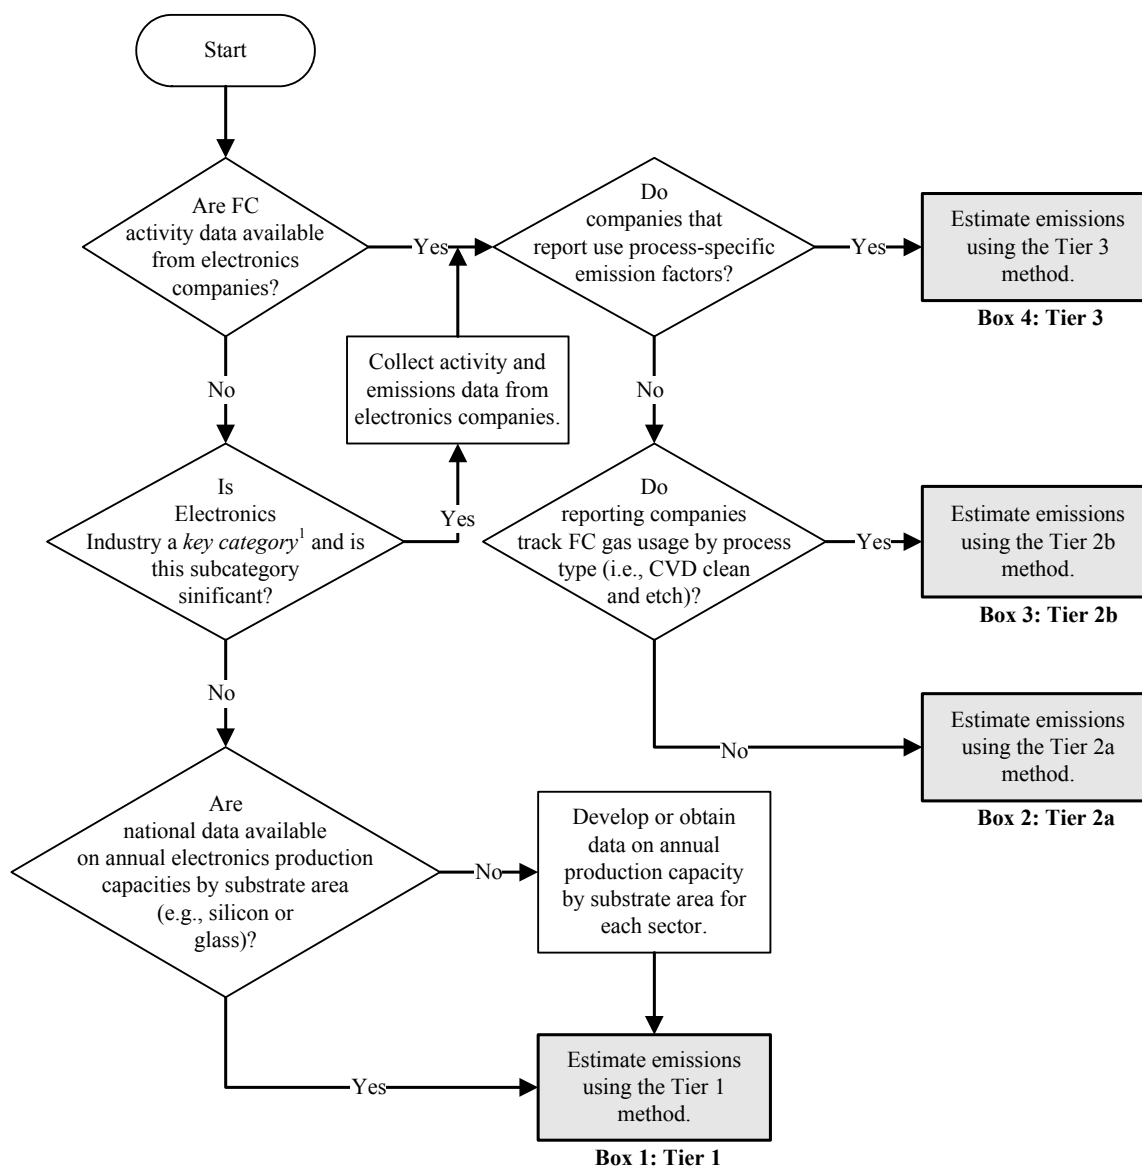 Start
Are FC
activity data available
from electronics
companies?
Yes
Do
companies that
report use process-specific
emission factors?
Yes
Estimate emissions
using the Tier 3
method.
Box 4: Tier 3
No
Collect activity and
emissions data from
electronics companies.
No
Is
Electronics
Industry a key category¹ and is
this subcategory
sinificant?
Yes
Do
reporting companies
track FC gas usage by process
type (i.e., CVD clean
and etch)?
Yes
Estimate emissions
using the Tier 2b
method.
Box 3: Tier 2b
No
No
Estimate emissions
using the Tier 2a
method.
Box 2: Tier 2a
Are
national data available
on annual electronics production
capacities by substrate area
(e.g., silicon or
glass)?
No
Develop or obtain
data on annual
production capacity
by substrate area for
each sector.
Yes
Estimate emissions
using the Tier 1
method.
Box 1: Tier 1